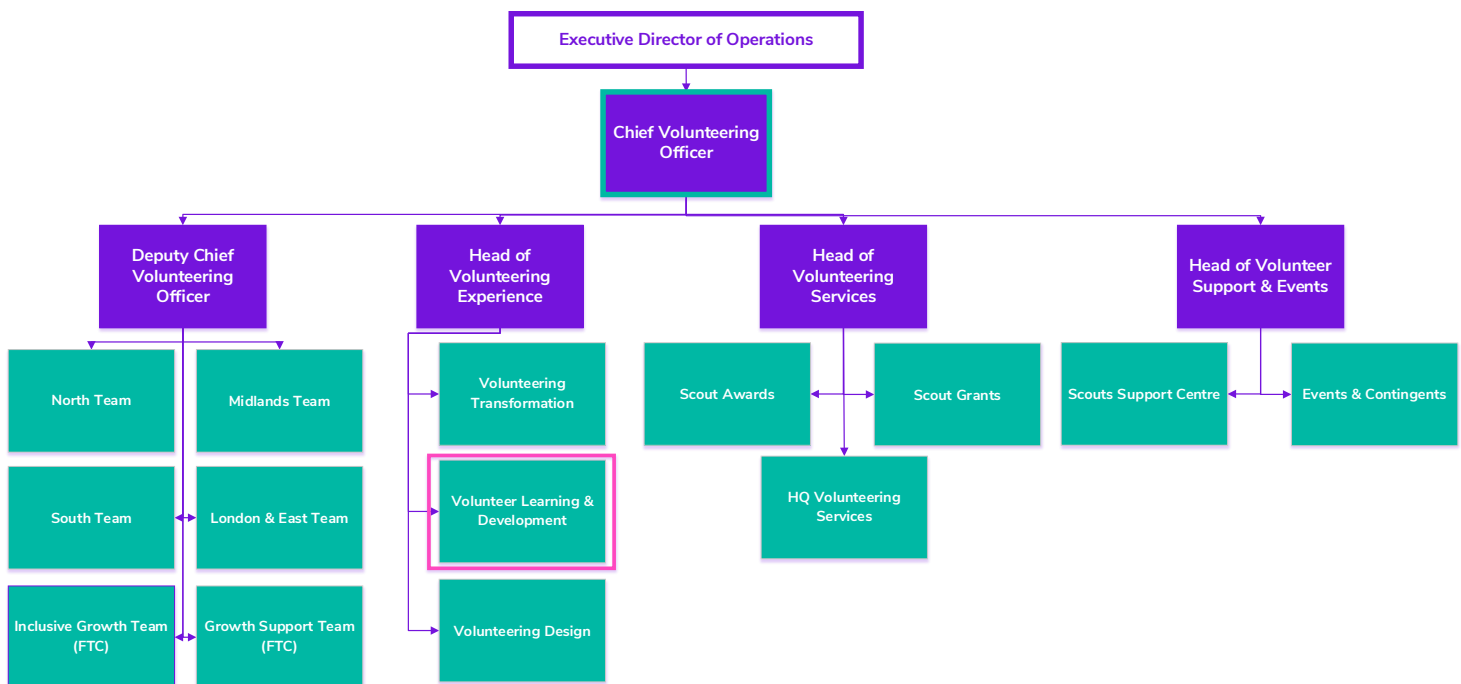 Executive Director of Operations
Chief Volunteering
Officer
Deputy Chief
Volunteering
Officer
Head of
Volunteering
Experience
Head of
Volunteering
Services
Head of Volunteer
Support & Events
North Team
Midlands Team
South Team
London & East Team
Inclusive Growth Team
(FTC)
Growth Support Team
(FTC)
Volunteering
Transformation
Volunteer Learning &
Development
Volunteering Design
Scout Awards
Scout Grants
HQ Volunteering
Services
Scouts Support Centre
Events & Contingents